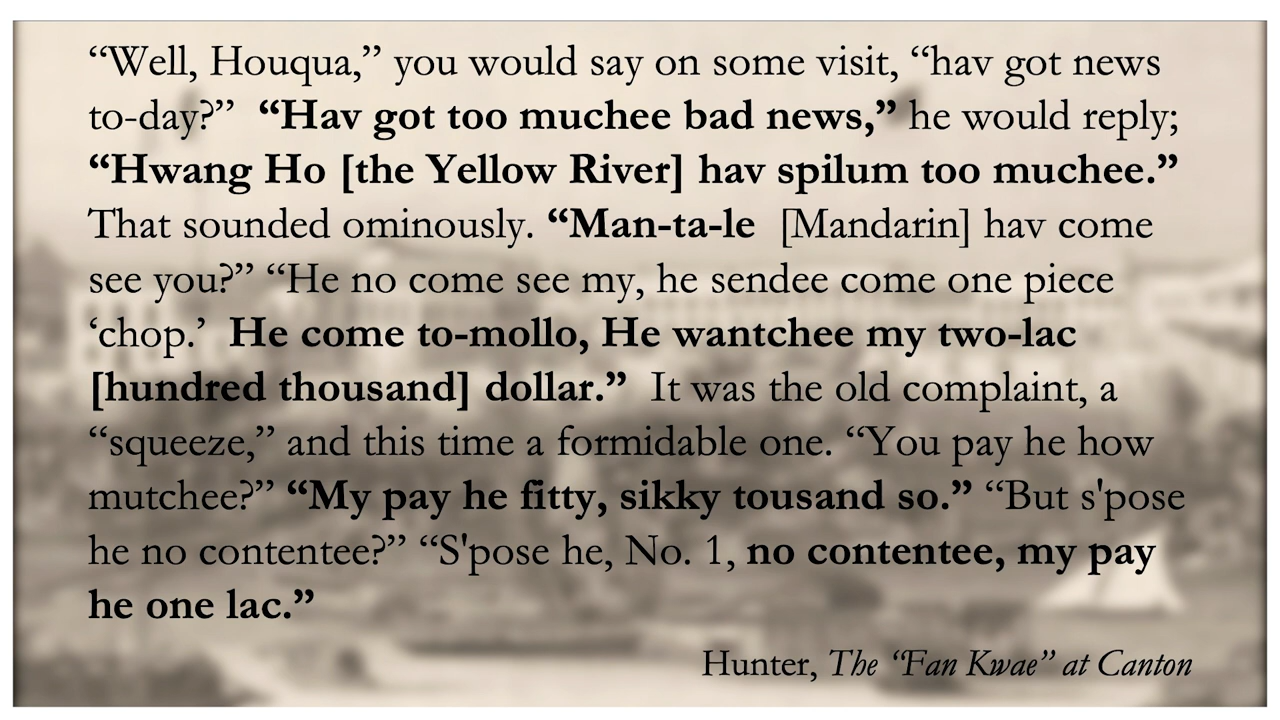 “Well, Houqua,” you would say on some visit, “hav got news
to-day?” “Hav got too muchee bad news,” he would reply;
“Hwang Ho [the Yellow River] hav spilum too muchee.”
That sounded ominously. “Man-ta-le [Mandarin] hav come
see you?” “He no come see my, he sendee come one piece
‘chop.’ He come to-mollo, He wantchee my two-lac
[hundred thousand] dollar.” It was the old complaint, a
“squeeze,” and this time a formidable one. “You pay he how
mutchee?” “My pay he fitty, sikky tousand so.” “But s'pose
he no contentee?” “S'pose he, No. 1, no contentee, my pay
he one lac.”
Hunter, The “Fan Kwae” at Canton